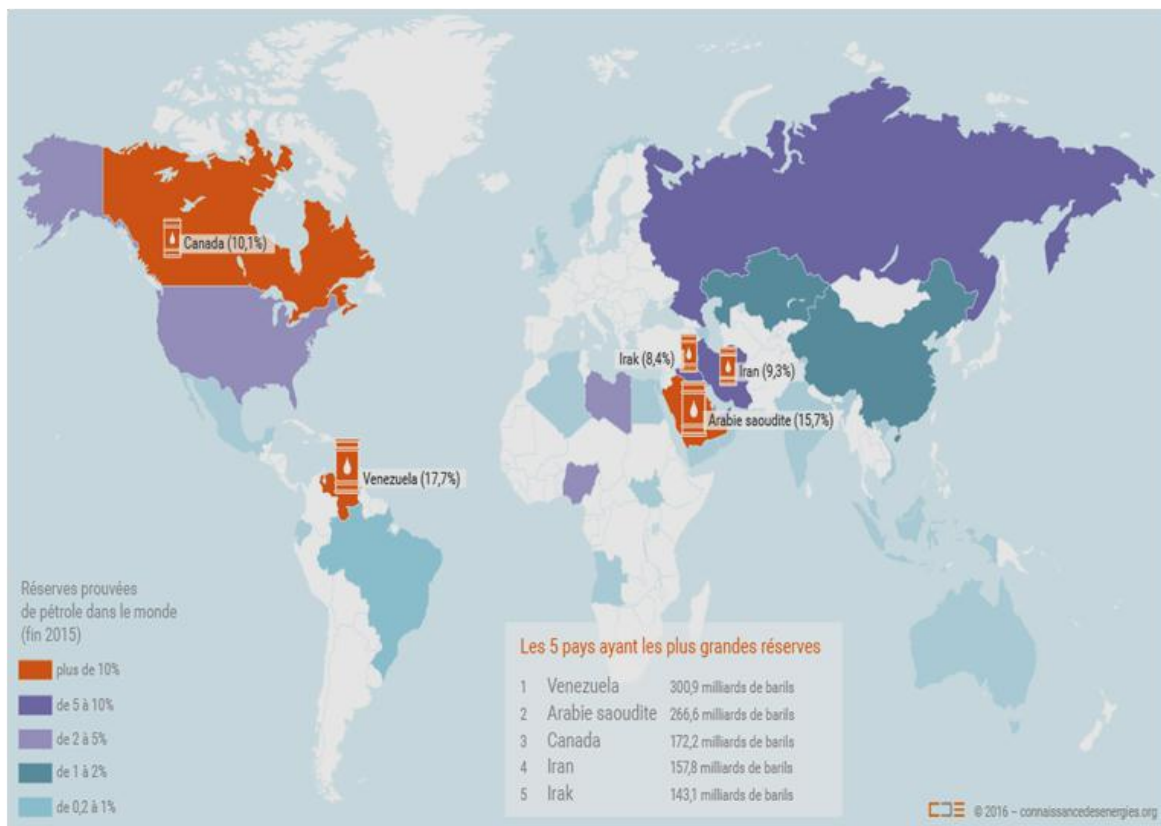 Canada (10,1%)
Irak (8,4%)
Iran (9,3%)
Arabie saoudite (15,7%)
Venezuela (17,7%)
Réserves prouvées
de pétrole dans le monde
(fin 2015)
plus de 10%
de 5 à 10%
de 2 à 5%
de 1 à 2%
de 0,2 à 1%
Les 5 pays ayant les plus grandes réserves
1 Venezuela 300,9 milliards de barils
2 Arabie saoudite 266,6 milliards de barils
3 Canada 172,2 milliards de barils
4 Iran 157,8 milliards de barils
5 Irak 143,1 milliards de barils
CDE © 2016 – connaissancedesenergies.org